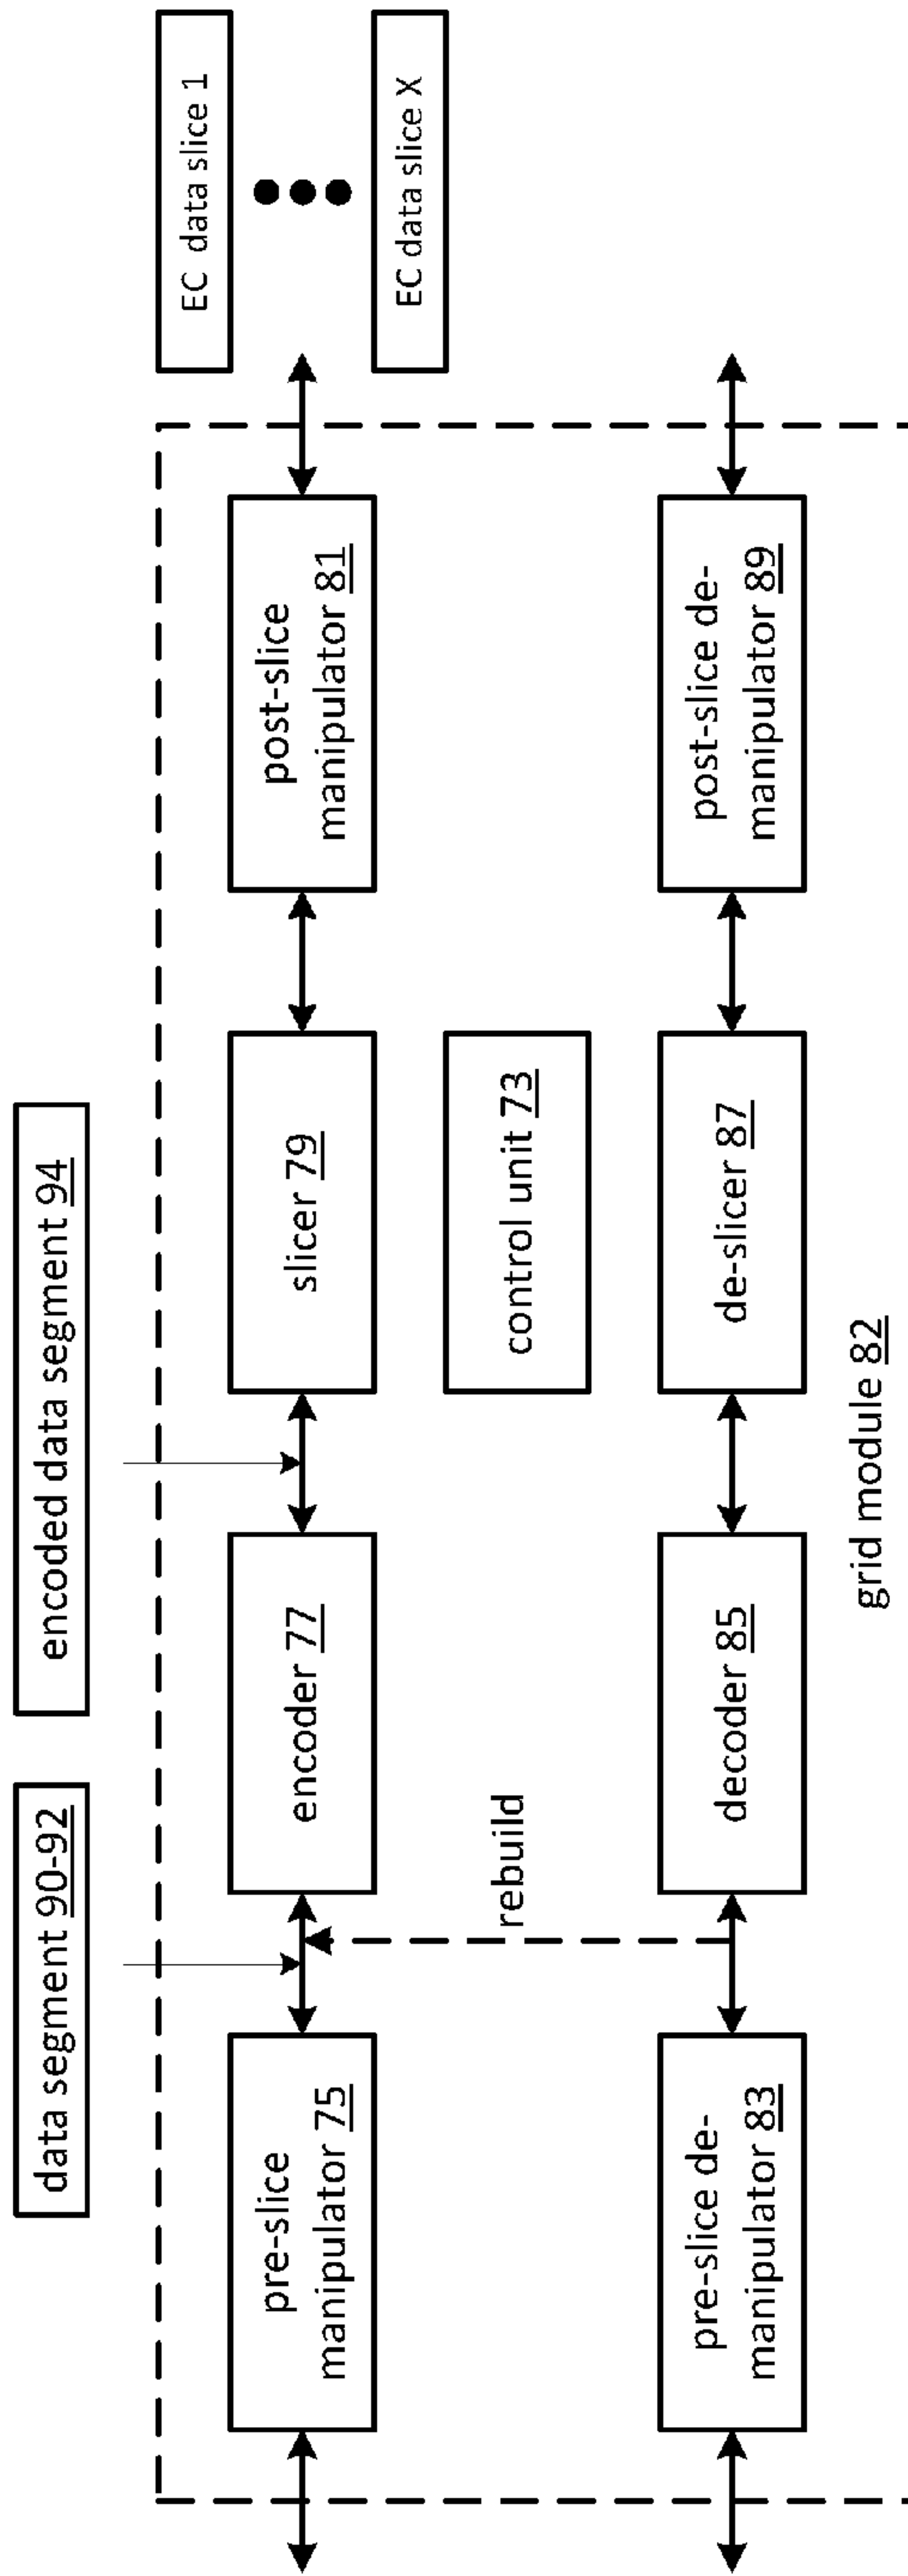 data segment 90-92
encoded data segment 94
EC data slice 1
EC data slice X
pre-slice
manipulator 75
encoder 77
slicer 79
post-slice
manipulator 81
rebuild
control unit 73
pre-slice de-
manipulator 83
decoder 85
de-slicer 87
post-slice de-
manipulator 89
grid module 82